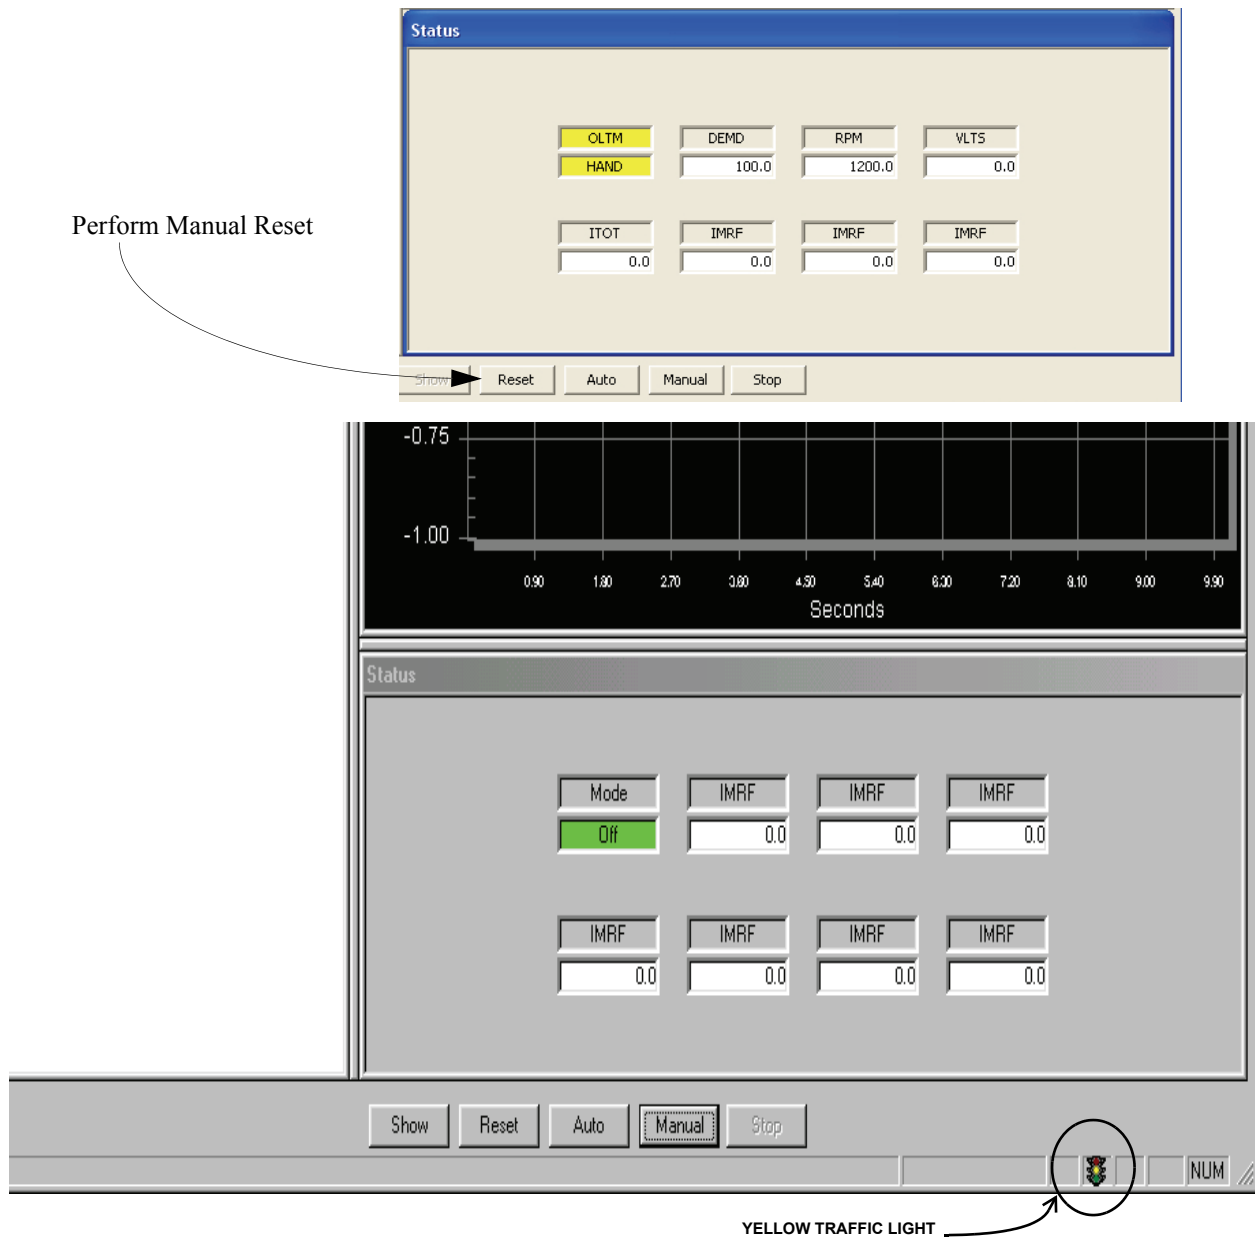 Status
OLTM DEMD RPM VLTS
HAND 100.0 1200.0 0.0
Perform Manual Reset
ITOT IMRF IMRF IMRF
0.0 0.0 0.0 0.0
Show Reset Auto Manual Stop
-0.75
-1.00
0.90 1.80 2.70 3.60 4.50 5.40 6.30 7.20 8.10 9.00 9.90
Seconds
Status
Mode IMRF IMRF IMRF
Off 0.0 0.0 0.0
IMRF IMRF IMRF IMRF
0.0 0.0 0.0 0.0
Show Reset Auto Manual Stop
NUM
YELLOW TRAFFIC LIGHT